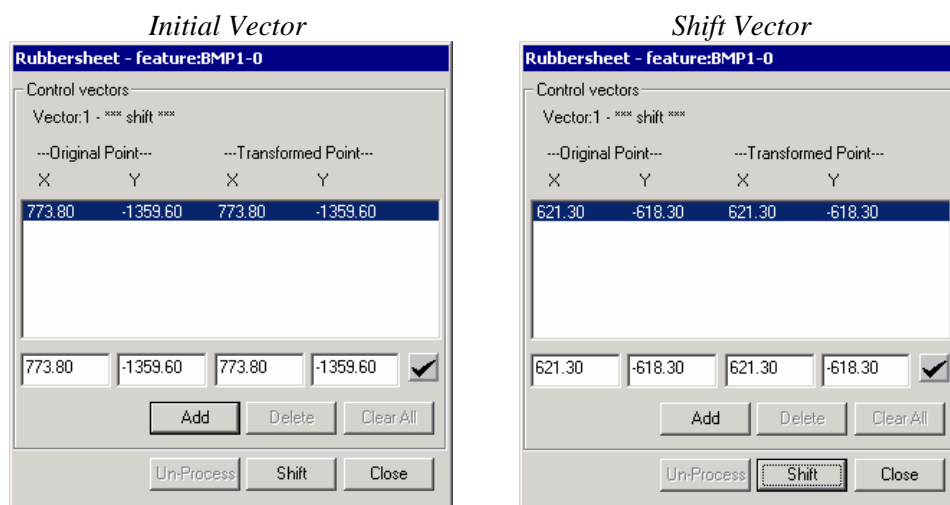 Initial Vector
Rubbersheet - feature:BMP1-0
Control vectors
Vector:1 - *** shift ***
---Original Point--- ---Transformed Point---
X Y X Y
773.80 -1359.60 773.80 -1359.60
773.80 -1359.60 773.80 -1359.60
Add Delete Clear All
Un-Process Shift Close
Shift Vector
Rubbersheet - feature:BMP1-0
Control vectors
Vector:1 - *** shift ***
---Original Point--- ---Transformed Point---
X Y X Y
621.30 -618.30 621.30 -618.30
621.30 -618.30 621.30 -618.30
Add Delete Clear All
Un-Process Shift Close